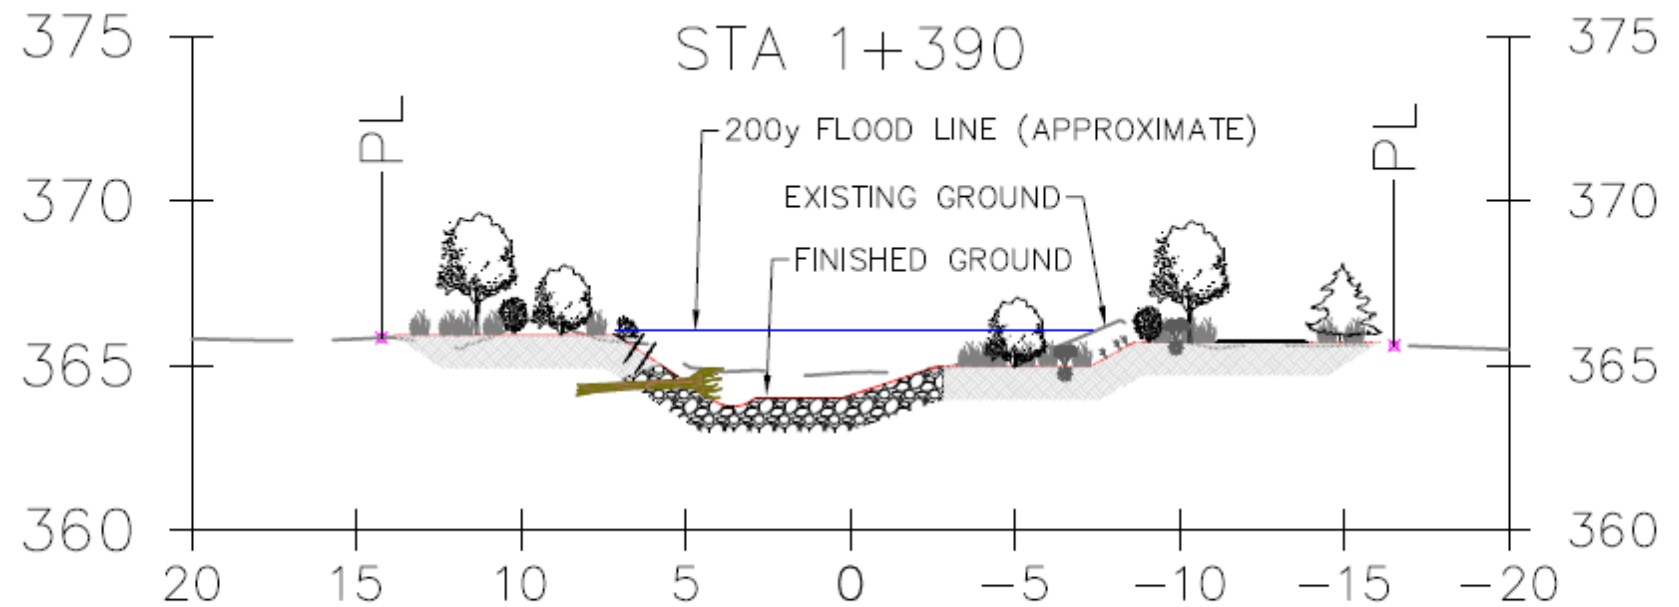 375
STA 1+390
375
PL
200y FLOOD LINE (APPROXIMATE)
PL
370
EXISTING GROUND
370
FINISHED GROUND
365
365
360
360
20
15
10
5
0
-5
-10
-15
-20